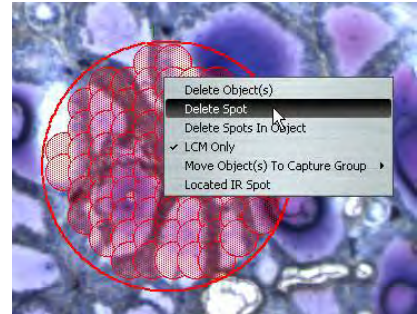 Delete Object(s)
Delete Spot
Delete Spots In Object
LCM Only
Move Object(s) To Capture Group
Located IR Spot